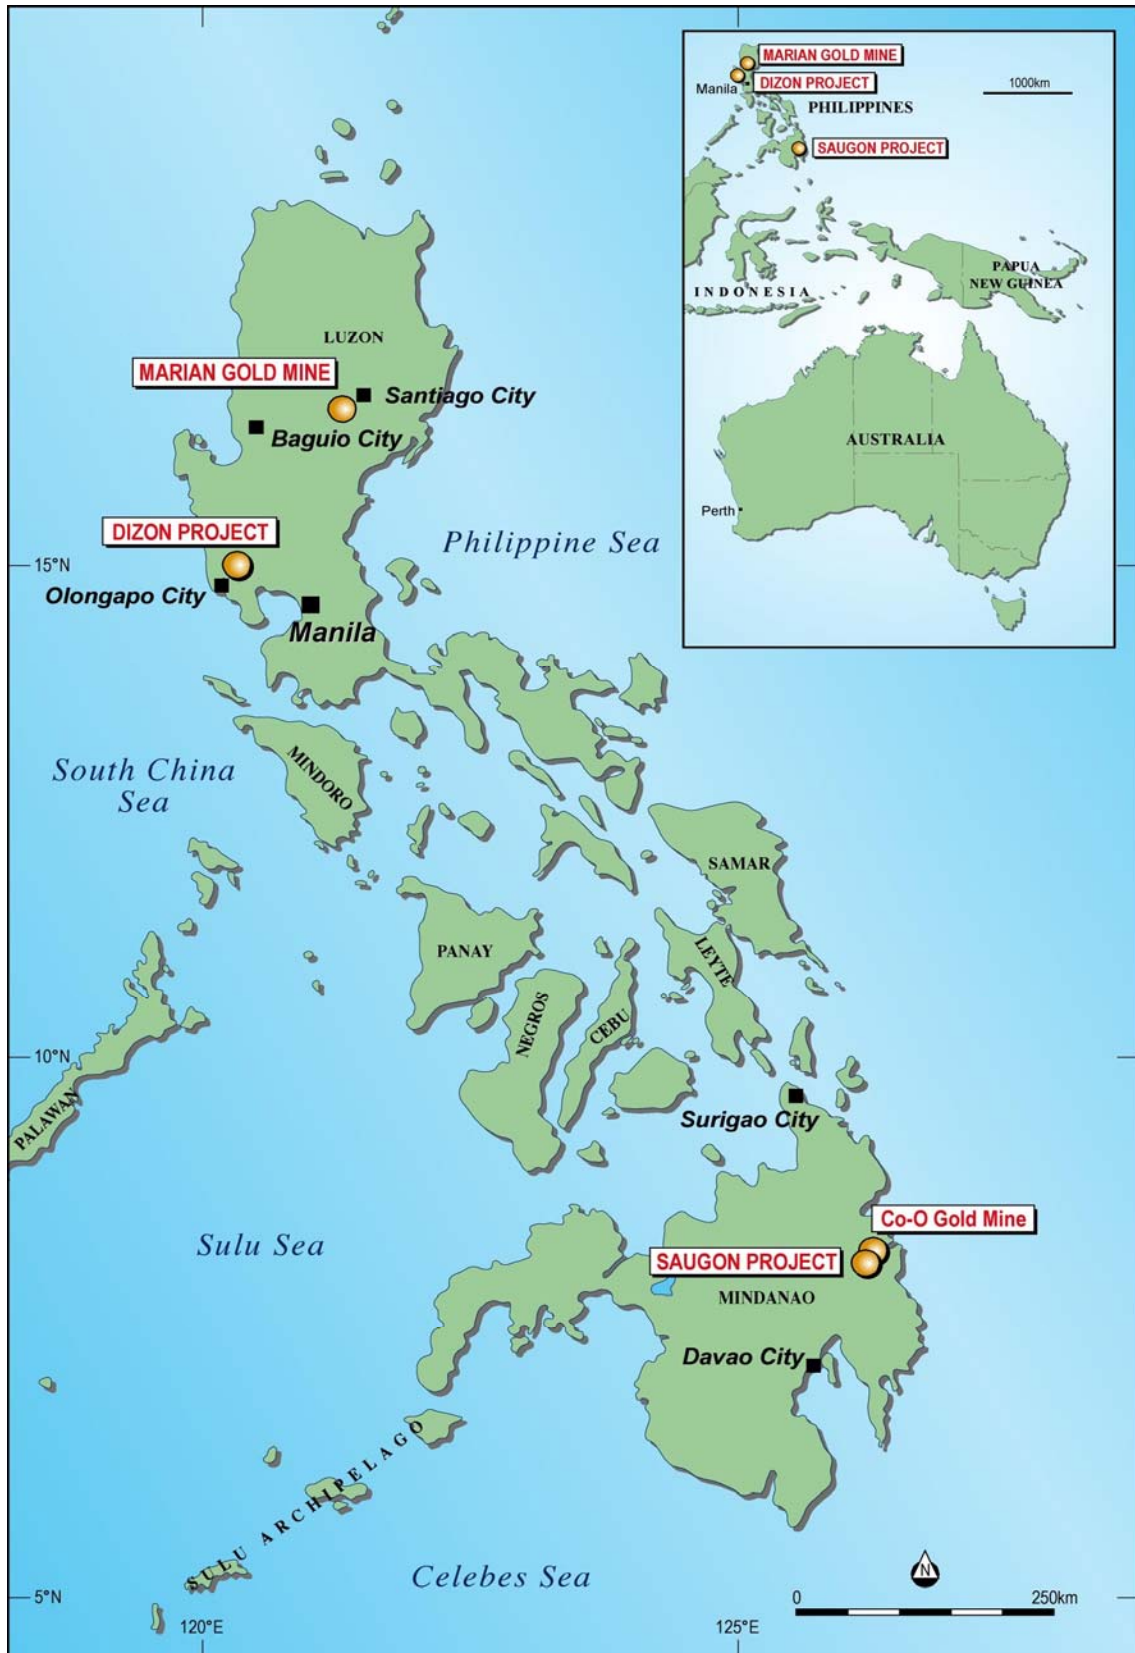 MARIAN GOLD MINE
DIZON PROJECT
Manila
1000km
PHILIPPINES
SAUGON PROJECT
PAPUA
NEW GUINEA
INDONESIA
AUSTRALIA
Perth
LUZON
MARIAN GOLD MINE
Santiago City
Baguio City
DIZON PROJECT
Philippine Sea
15°N
Olongapo City
Manila
South China
Sea
MINDORO
SAMAR
PANAY
LEYTE
NEGROS
CEBU
10°N
PALAWAN
Surigao City
Co-O Gold Mine
Sulu Sea
SAUGON PROJECT
MINDANAO
Davao City
SULU ARCHIPELAGO
Celebes Sea
N
5°N
0
250km
120°E
125°E